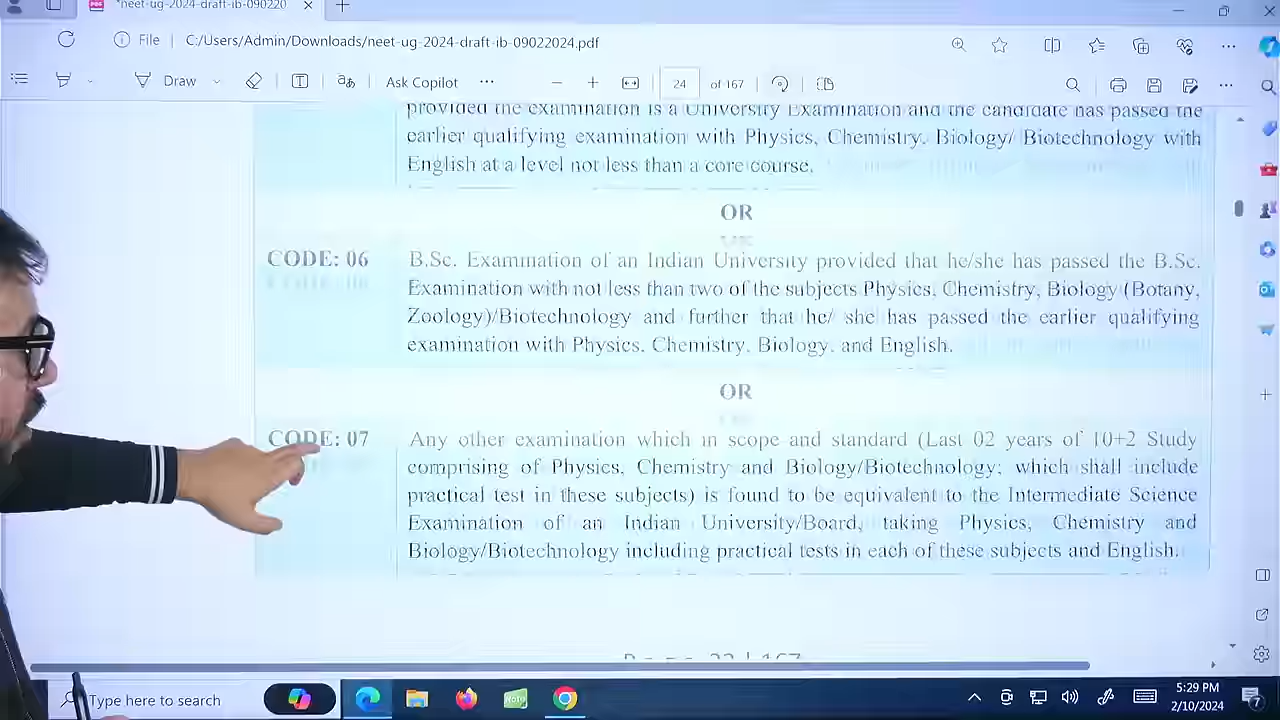 *neet-ug-2024-draft-ib-090220
File
C:/Users/Admin/Downloads/neet-ug-2024-draft-ib-09022024.pdf
Draw
Ask Copilot
24
of 167
provided the examination is a University Examination and the candidate has passed the
earlier qualifying examination with Physics, Chemistry. Biology/ Biotechnology with
English at a level not less than a core course.
OR
CODE: 06
B.Sc. Examination of an Indian University provided that he/she has passed the B.Sc.
Examination with not less than two of the subjects Physics, Chemistry, Biology (Botany,
Zoology)/Biotechnology and further that he/ she has passed the earlier qualifying
examination with Physics. Chemistry. Biology. and English.
OR
CODE: 07
Any other examination which in scope and standard (Last 02 years of 10+2 Study
comprising of Physics, Chemistry and Biology/Biotechnology; which shall include
practical test in these subjects) is found to be equivalent to the Intermediate Science
Examination of an Indian University/Board, taking Physics, Chemistry and
Biology/Biotechnology including practical tests in each of these subjects and English.
Type here to search
5:29 PM
2/10/2024
7